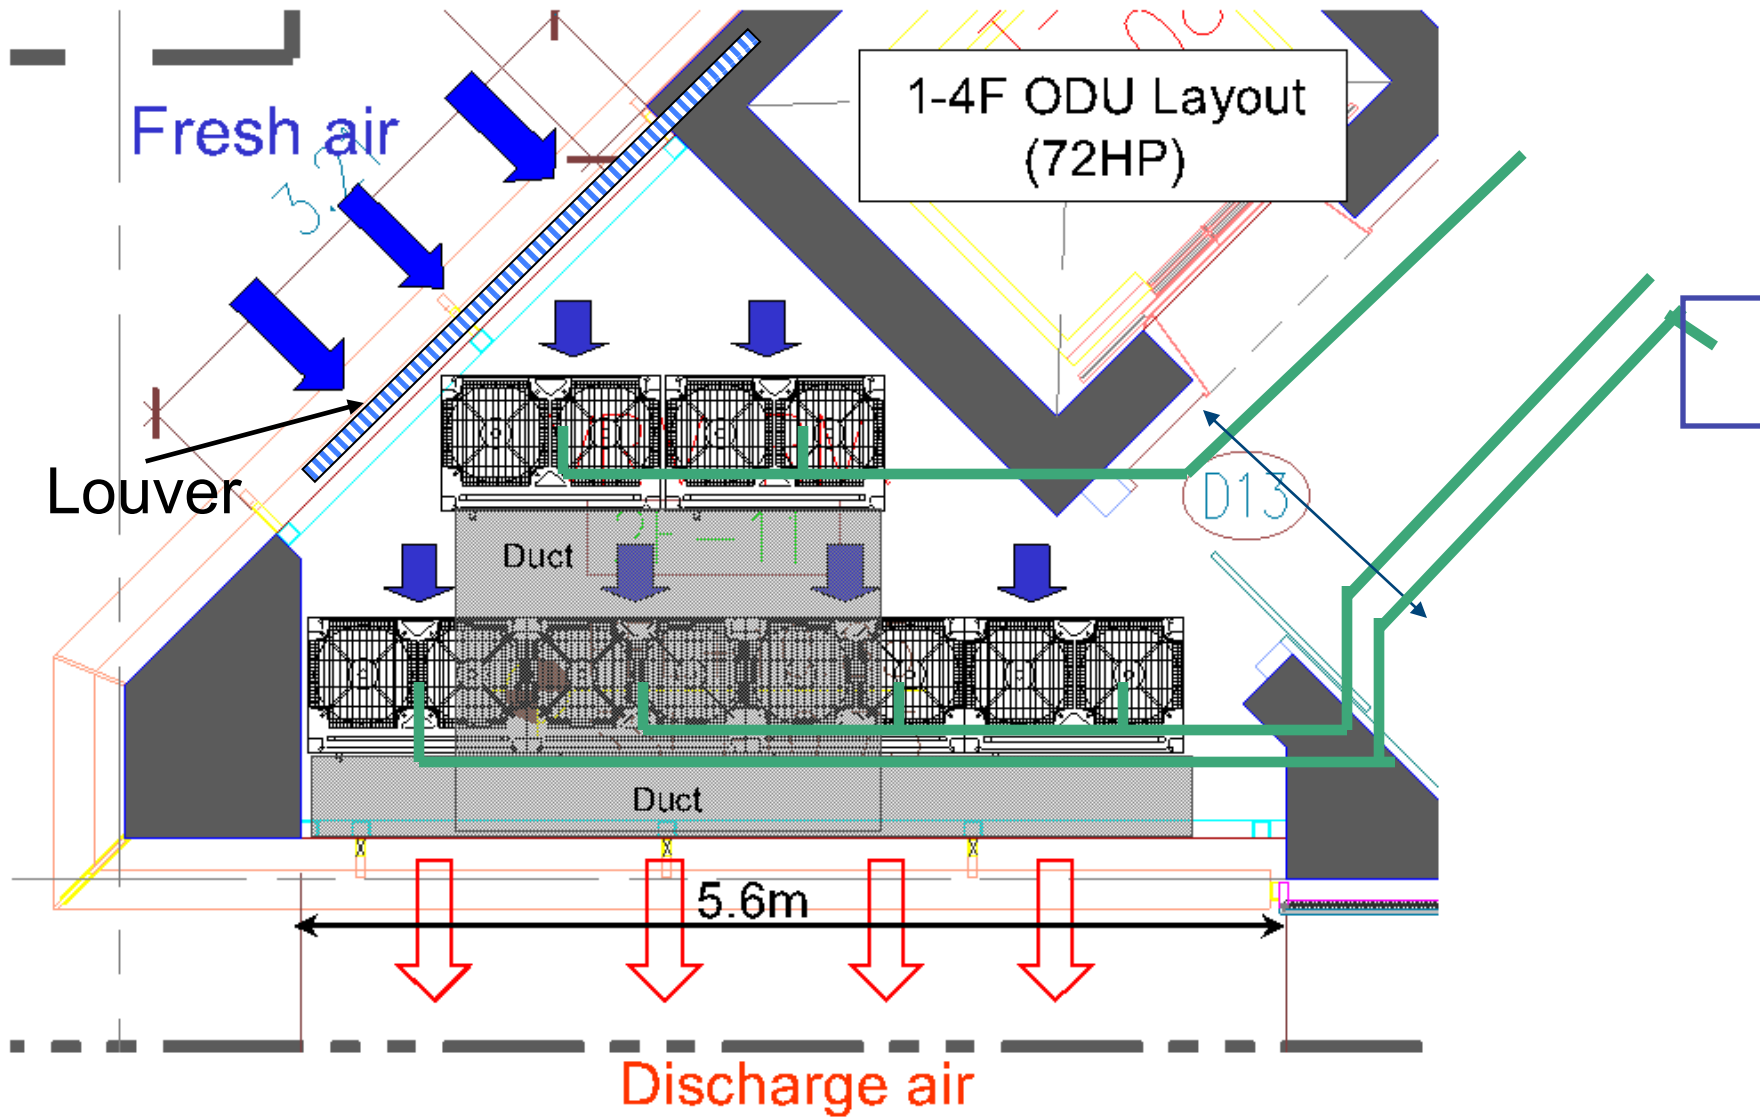 1-4F ODU Layout
(72HP)
Fresh air
Louver
D13
Duct
Duct
5.6m
Discharge air